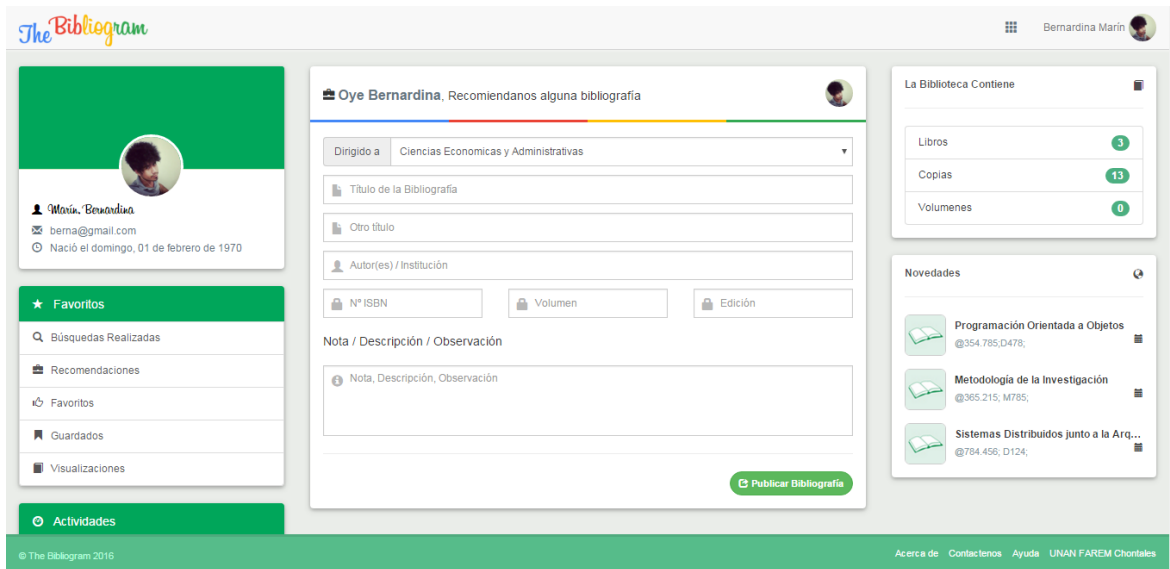 The Bibliogram
Bernardina Marín
Marín, Bernardina
berna@gmail.com
Nació el domingo, 01 de febrero de 1970
Favoritos
Búsquedas Realizadas
Recomendaciones
Favoritos
Guardados
Visualizaciones
Actividades
Oye Bernardina, Recomiendanos alguna bibliografía
Dirigido a Ciencias Economicas y Administrativas
Título de la Bibliografía
Otro título
Autor(es) / Institución
Nº ISBN Volumen Edición
Nota / Descripción / Observación
Nota, Descripción, Observación
Publicar Bibliografía
La Biblioteca Contiene
Libros 3
Copias 13
Volumenes 0
Novedades
Programación Orientada a Objetos
@354.785;D478;
Metodología de la Investigación
@365.215; M785;
Sistemas Distribuidos junto a la Arq...
@784.456; D124;
© The Bibliogram 2016
Acerca de Contactenos Ayuda UNAN FAREM Chontales